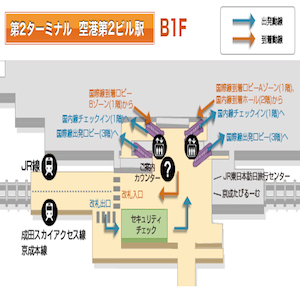 第2ターミナル 空港第2ビル駅 B1F
出発動線
到着動線
国際線到着ロビー
Bゾーン(1階)から
国内線チェックイン(1階)へ
国際線出発ロビー(3階)へ
国際線到着ロビーAゾーン(1階)、
国内線到着ホール(2階)から
国内線チェックイン(1階)へ
国際線出発ロビー(3階)へ
?
ご案内
カウンター
JR線
改札入口
改札出口
セキュリティ
チェック
JR東日本訪日旅行センター
京成たびるーむ
成田スカイアクセス線
京成本線